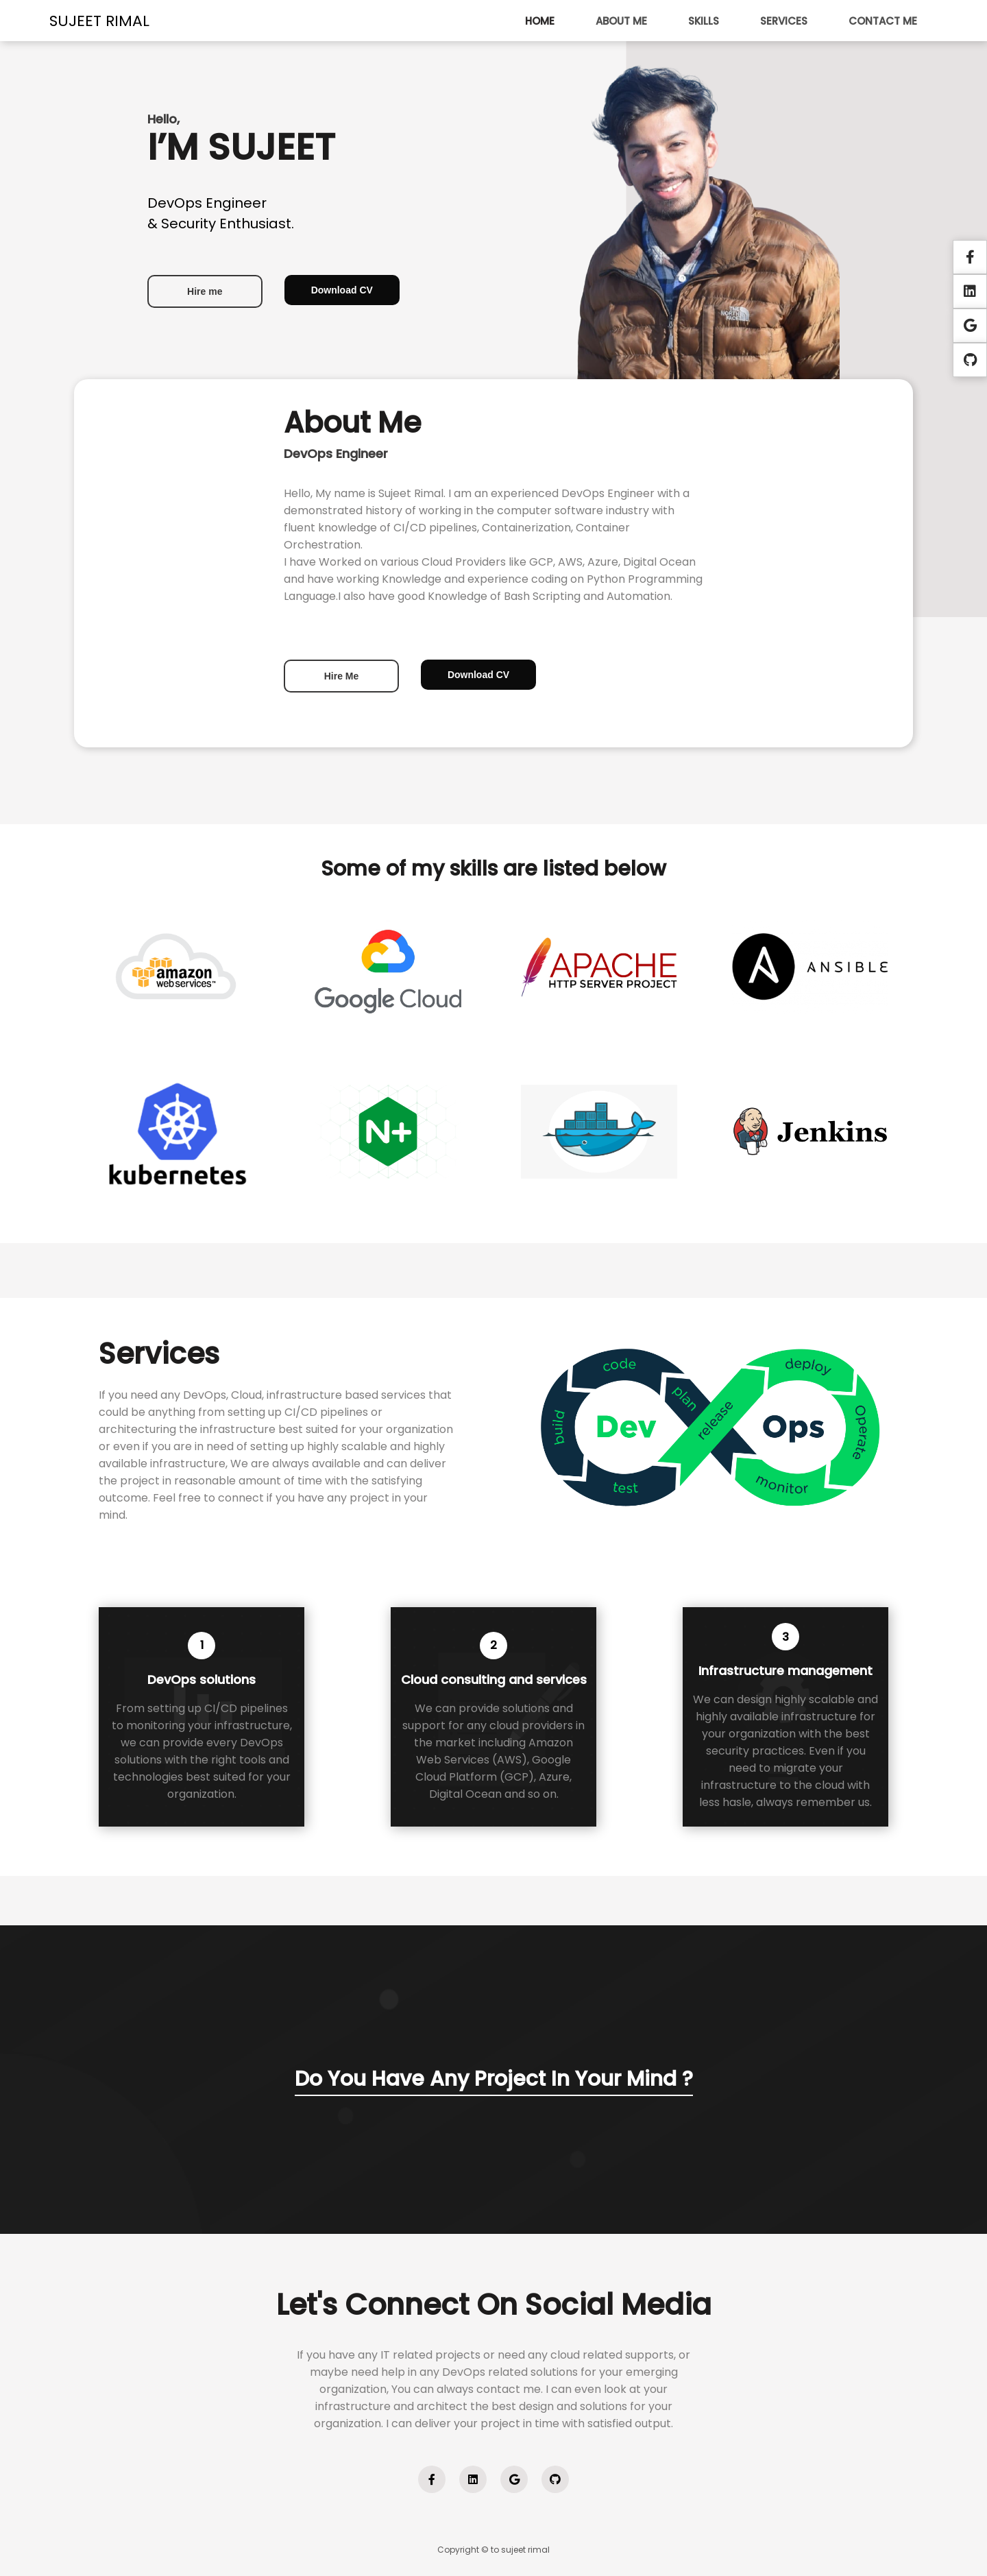 SUJEET RIMAL
HOME
ABOUT ME
SKILLS
SERVICES
CONTACT ME
Hello,
I'M SUJEET
DevOps Engineer
& Security Enthusiast.
Hire me
Download CV
THE NORTH FACE
About Me
DevOps Engineer
Hello, My name is Sujeet Rimal. I am an experienced DevOps Engineer with a
demonstrated history of working in the computer software industry with
fluent knowledge of CI/CD pipelines, Containerization, Container
Orchestration.
I have Worked on various Cloud Providers like GCP, AWS, Azure, Digital Ocean
and have working Knowledge and experience coding on Python Programming
Language.I also have good Knowledge of Bash Scripting and Automation.
Hire Me
Download CV
Some of my skills are listed below
amazon
web services™
Google Cloud
APACHE
HTTP SERVER PROJECT
ANSIBLE
kubernetes
N+
Jenkins
Services
If you need any DevOps, Cloud, infrastructure based services that
could be anything from setting up CI/CD pipelines or
architecturing the infrastructure best suited for your organization
or even if you are in need of setting up highly scalable and highly
available infrastructure, We are always available and can deliver
the project in reasonable amount of time with the satisfying
outcome. Feel free to connect if you have any project in your
mind.
code
plan
build
test
Dev
release
deploy
Operate
monitor
Ops
1
DevOps solutions
From setting up CI/CD pipelines
to monitoring your infrastructure,
we can provide every DevOps
solutions with the right tools and
technologies best suited for your
organization.
2
Cloud consulting and services
We can provide solutions and
support for any cloud providers in
the market including Amazon
Web Services (AWS), Google
Cloud Platform (GCP), Azure,
Digital Ocean and so on.
3
Infrastructure management
We can design highly scalable and
highly available infrastructure for
your organization with the best
security practices. Even if you
need to migrate your
infrastructure to the cloud with
less hasle, always remember us.
Do You Have Any Project In Your Mind ?
Let's Connect On Social Media
If you have any IT related projects or need any cloud related supports, or
maybe need help in any DevOps related solutions for your emerging
organization, You can always contact me. I can even look at your
infrastructure and architect the best design and solutions for your
organization. I can deliver your project in time with satisfied output.
Copyright © to sujeet rimal